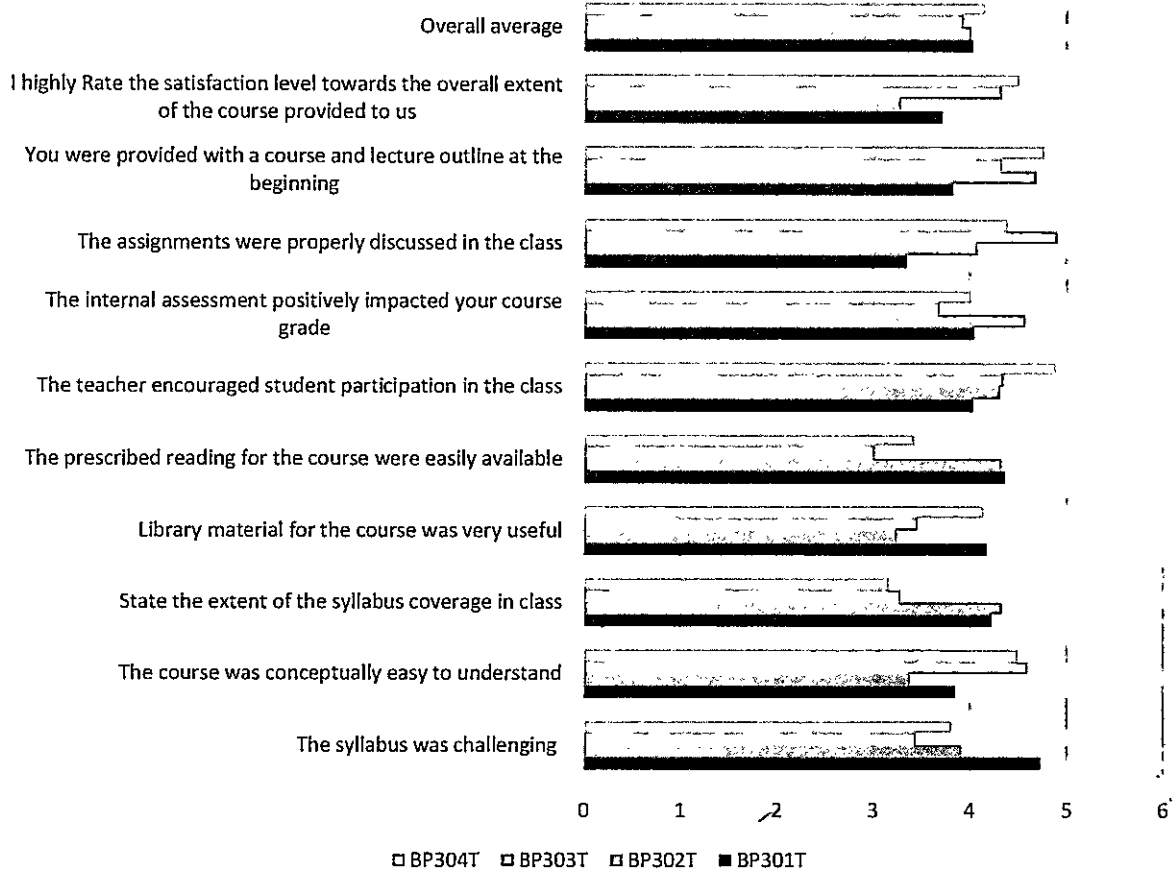 Overall average
I highly Rate the satisfaction level towards the overall extent
of the course provided to us
You were provided with a course and lecture outline at the
beginning
The assignments were properly discussed in the class
The internal assessment positively impacted your course
grade
The teacher encouraged student participation in the class
The prescribed reading for the course were easily available
Library material for the course was very useful
State the extent of the syllabus coverage in class
The course was conceptually easy to understand
The syllabus was challenging
0 1 2 3 4 5 6
BP304T BP303T BP302T BP301T